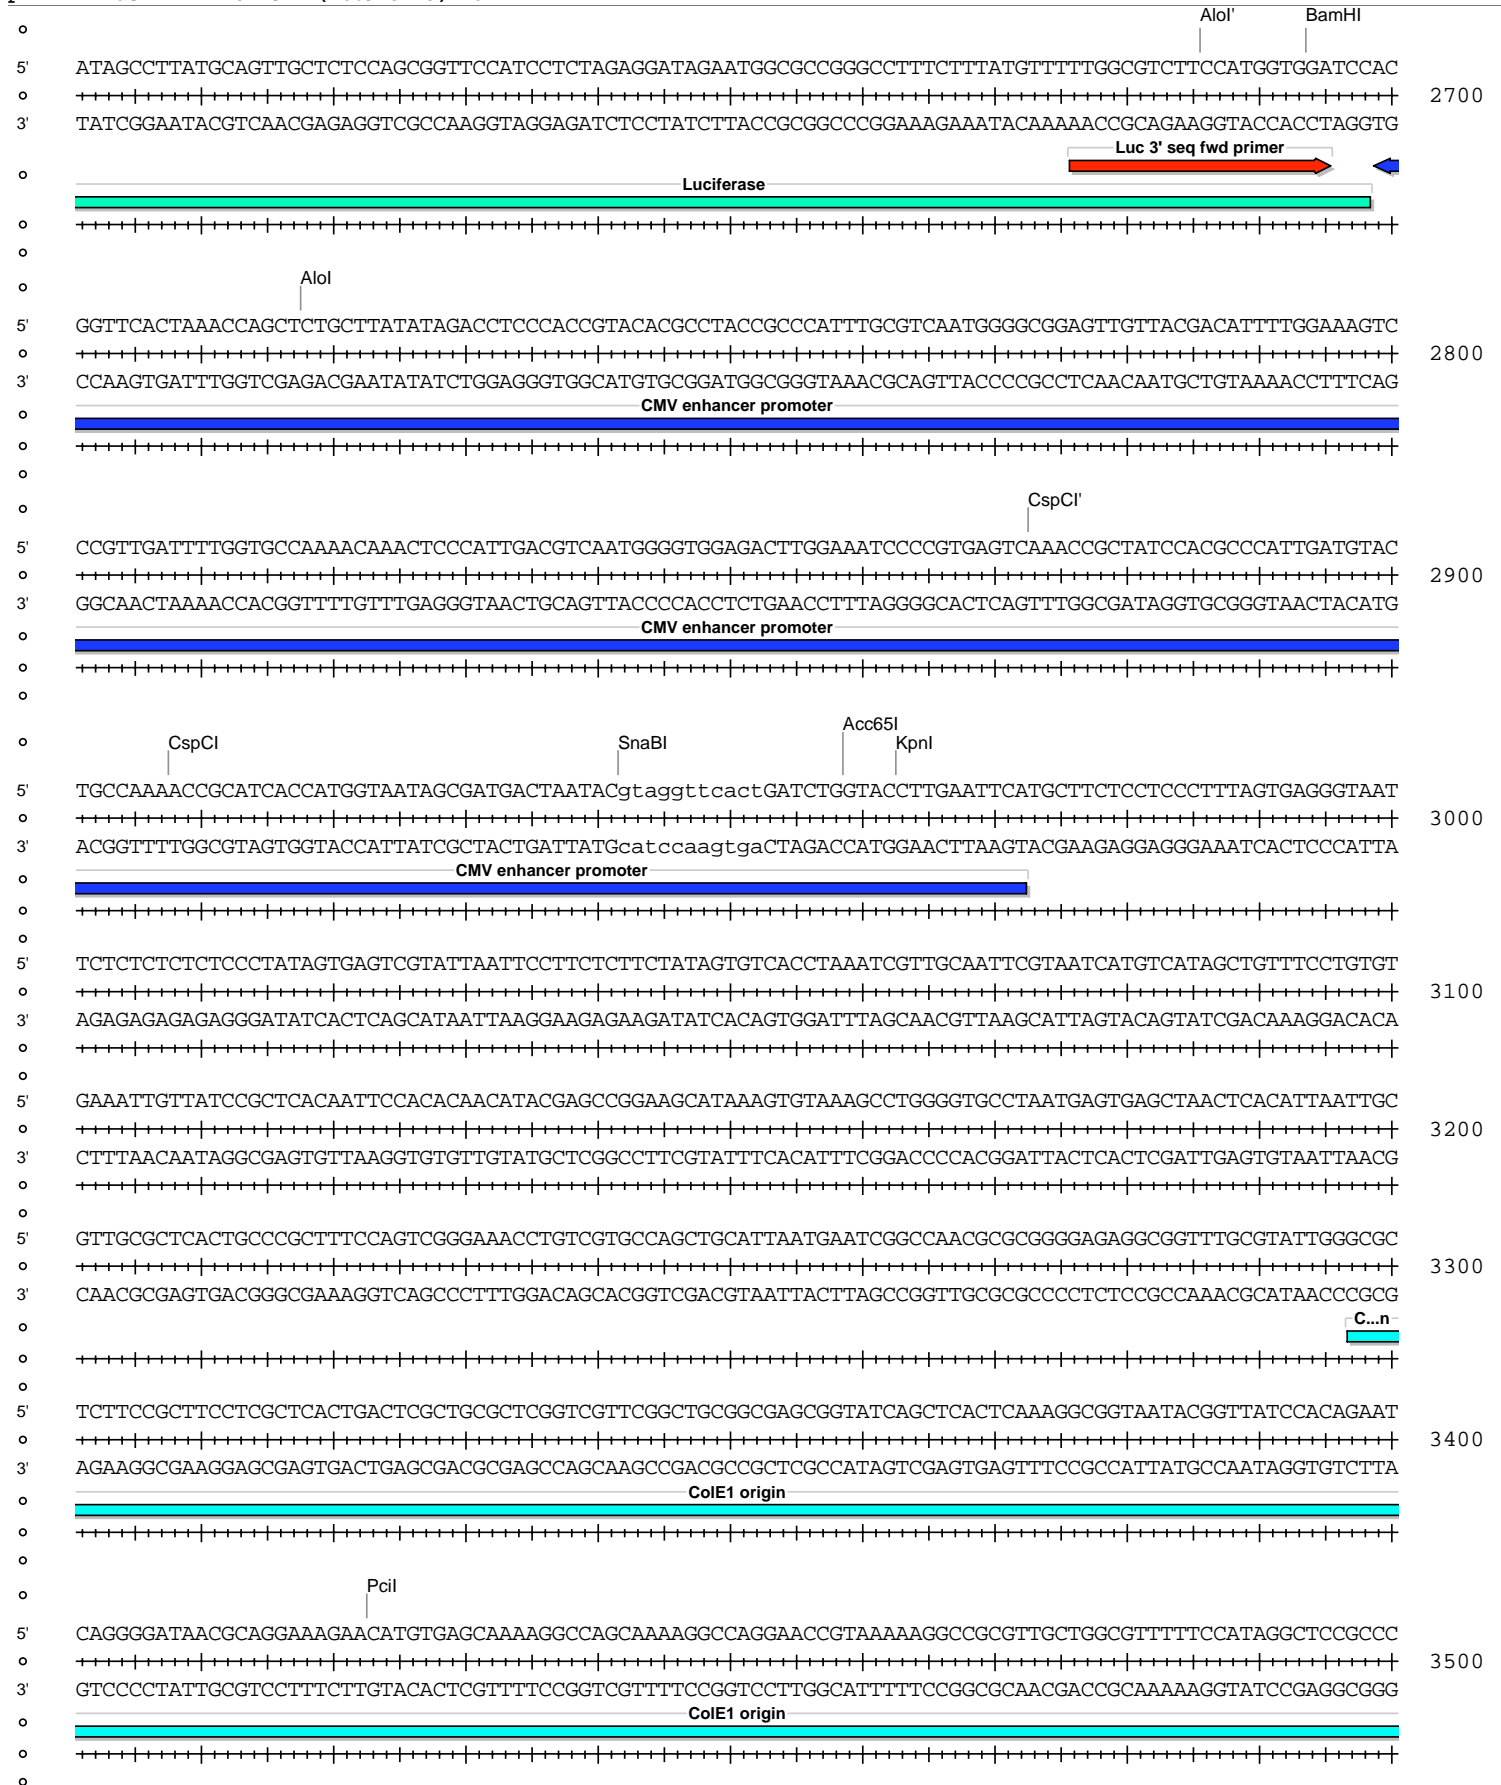 AloI' BamHI
5' ATAGCCTTATGCAGTTGCTCTCCAGCGGTTCCATCCTCTAGAGGATAGAATGGCGCCGGGCCTTTCTTTATGTTTTTGGCGTCTTCCATGGTGGATCCAC
2700
3' TATCGGAATACGTCAACGAGAGGTCGCCAAGGTAGGAGATCTCCTATCTTACCGCGGCCCGGAAAGAAATACAAAAACCGCAGAAGGTACCACCTAGGTG
Luc 3' seq fwd primer
Luciferase
AloI
5' GGTTCACTAAACCAGCTCTGCTTATATAGACCTCCCACCGTACACGCCTACCGCCCATTTGCGTCAATGGGGCGGAGTTGTTACGACATTTTGGAAAGTC
2800
3' CCAAGTGATTTGGTCGAGACGAATATATCTGGAGGGTGGCATGTGCGGATGGCGGGTAAACGCAGTTACCCCGCCTCAACAATGCTGTAAAACCTTTCAG
CMV enhancer promoter
CspCI'
5' CCGTTGATTTTGGTGCCAAAACAAACTCCCATTGACGTCAATGGGGTGGAGACTTGGAAATCCCCGTGAGTCAAACCGCTATCCACGCCCATTGATGTAC
2900
3' GGCAACTAAAACCACGGTTTTGTTTGAGGGTAACTGCAGTTACCCCACCTCTGAACCTTTAGGGGCACTCAGTTTGGCGATAGGTGCGGGTAACTACATG
CMV enhancer promoter
CspCI SnaBI Acc65I KpnI
5' TGCCAAAACCGCATCACCATGGTAATAGCGATGACTAATACgtaggttcactGATCTGGTACCTTGAATTCATGCTTCTCCTCCCTTTAGTGAGGGTAAT
3000
3' ACGGTTTTGGCGTAGTGGTACCATTATCGCTACTGATTATGcatccaagtgaCTAGACCATGGAACTTAAGTACGAAGAGGAGGGAAATCACTCCCATTA
CMV enhancer promoter
5' TCTCTCTCTCTCCCTATAGTGAGTCGTATTAATTCCTTCTCTTCTATAGTGTCACCTAAATCGTTGCAATTCGTAATCATGTCATAGCTGTTTCCTGTGT
3100
3' AGAGAGAGAGAGGGATATCACTCAGCATAATTAAGGAAGAGAAGATATCACAGTGGATTTAGCAACGTTAAGCATTAGTACAGTATCGACAAAGGACACA
5' GAAATTGTTATCCGCTCACAATTCCACACAACATACGAGCCGGAAGCATAAAGTGTAAAGCCTGGGGTGCCTAATGAGTGAGCTAACTCACATTAATTGC
3200
3' CTTTAACAATAGGCGAGTGTTAAGGTGTGTTGTATGCTCGGCCTTCGTATTTCACATTTCGGACCCCACGGATTACTCACTCGATTGAGTGTAATTAACG
5' GTTGCGCTCACTGCCCGCTTTCCAGTCGGGAAACCTGTCGTGCCAGCTGCATTAATGAATCGGCCAACGCGCGGGGAGAGGCGGTTTGCGTATTGGGCGC
3300
3' CAACGCGAGTGACGGGCGAAAGGTCAGCCCTTTGGACAGCACGGTCGACGTAATTACTTAGCCGGTTGCGCGCCCCTCTCCGCCAAACGCATAACCCGCG
C...n
5' TCTTCCGCTTCCTCGCTCACTGACTCGCTGCGCTCGGTCGTTCGGCTGCGGCGAGCGGTATCAGCTCACTCAAAGGCGGTAATACGGTTATCCACAGAAT
3400
3' AGAAGGCGAAGGAGCGAGTGACTGAGCGACGCGAGCCAGCAAGCCGACGCCGCTCGCCATAGTCGAGTGAGTTTCCGCCATTATGCCAATAGGTGTCTTA
ColE1 origin
PciI
5' CAGGGGATAACGCAGGAAAGAACATGTGAGCAAAAGGCCAGCAAAAGGCCAGGAACCGTAAAAAGGCCGCGTTGCTGGCGTTTTTCCATAGGCTCCGCCC
3500
3' GTCCCCTATTGCGTCCTTTCTTGTACACTCGTTTTCCGGTCGTTTTCCGGTCCTTGGCATTTTTCCGGCGCAACGACCGCAAAAAGGTATCCGAGGCGGG
ColE1 origin